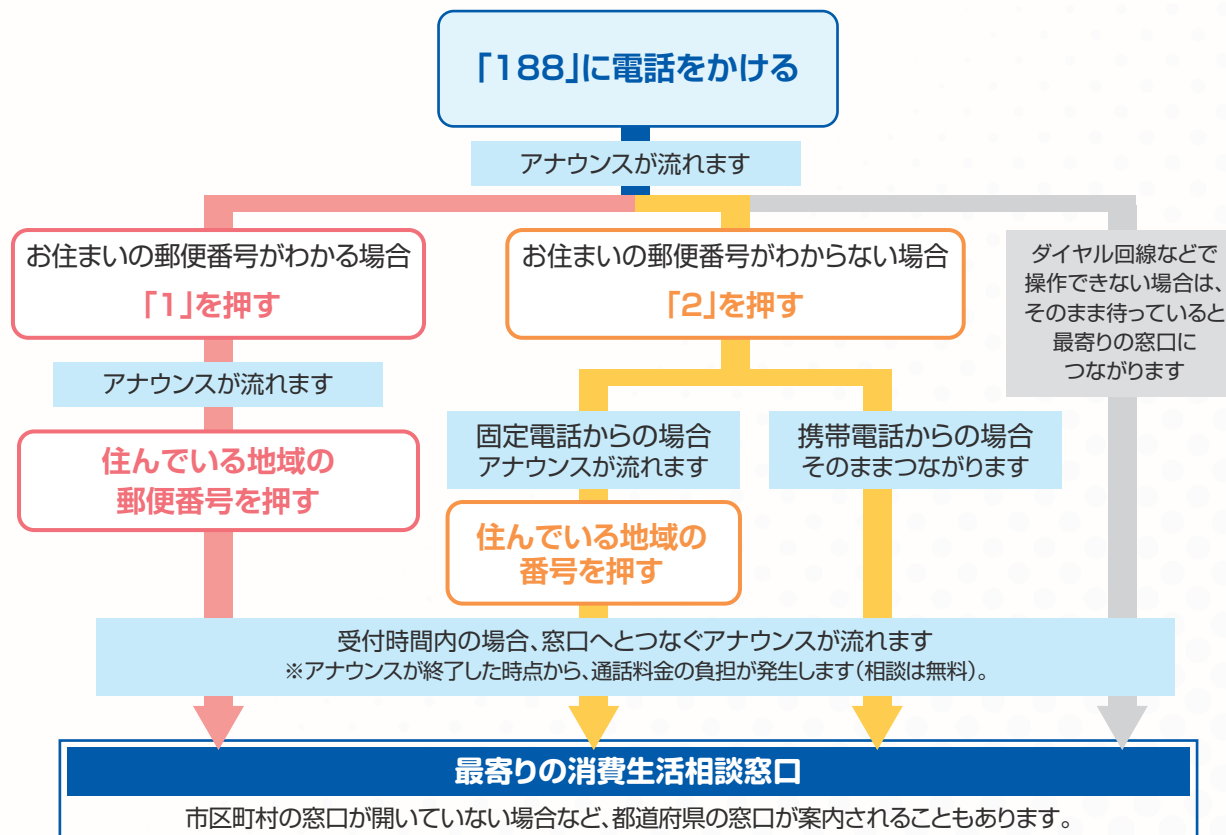 「188」に電話をかける
アナウンスが流れます
お住まいの郵便番号がわかる場合
「1」を押す
アナウンスが流れます
住んでいる地域の
郵便番号を押す
お住まいの郵便番号がわからない場合
「2」を押す
固定電話からの場合
アナウンスが流れます
住んでいる地域の
番号を押す
携帯電話からの場合
そのままつながります
ダイヤル回線などで
操作できない場合は、
そのまま待っていると
最寄りの窓口に
つながります
受付時間内の場合、窓口へとつなぐアナウンスが流れます
※アナウンスが終了した時点から、通話料金の負担が発生します(相談は無料)。
最寄りの消費生活相談窓口
市区町村の窓口が開いていない場合など、都道府県の窓口が案内されることもあります。